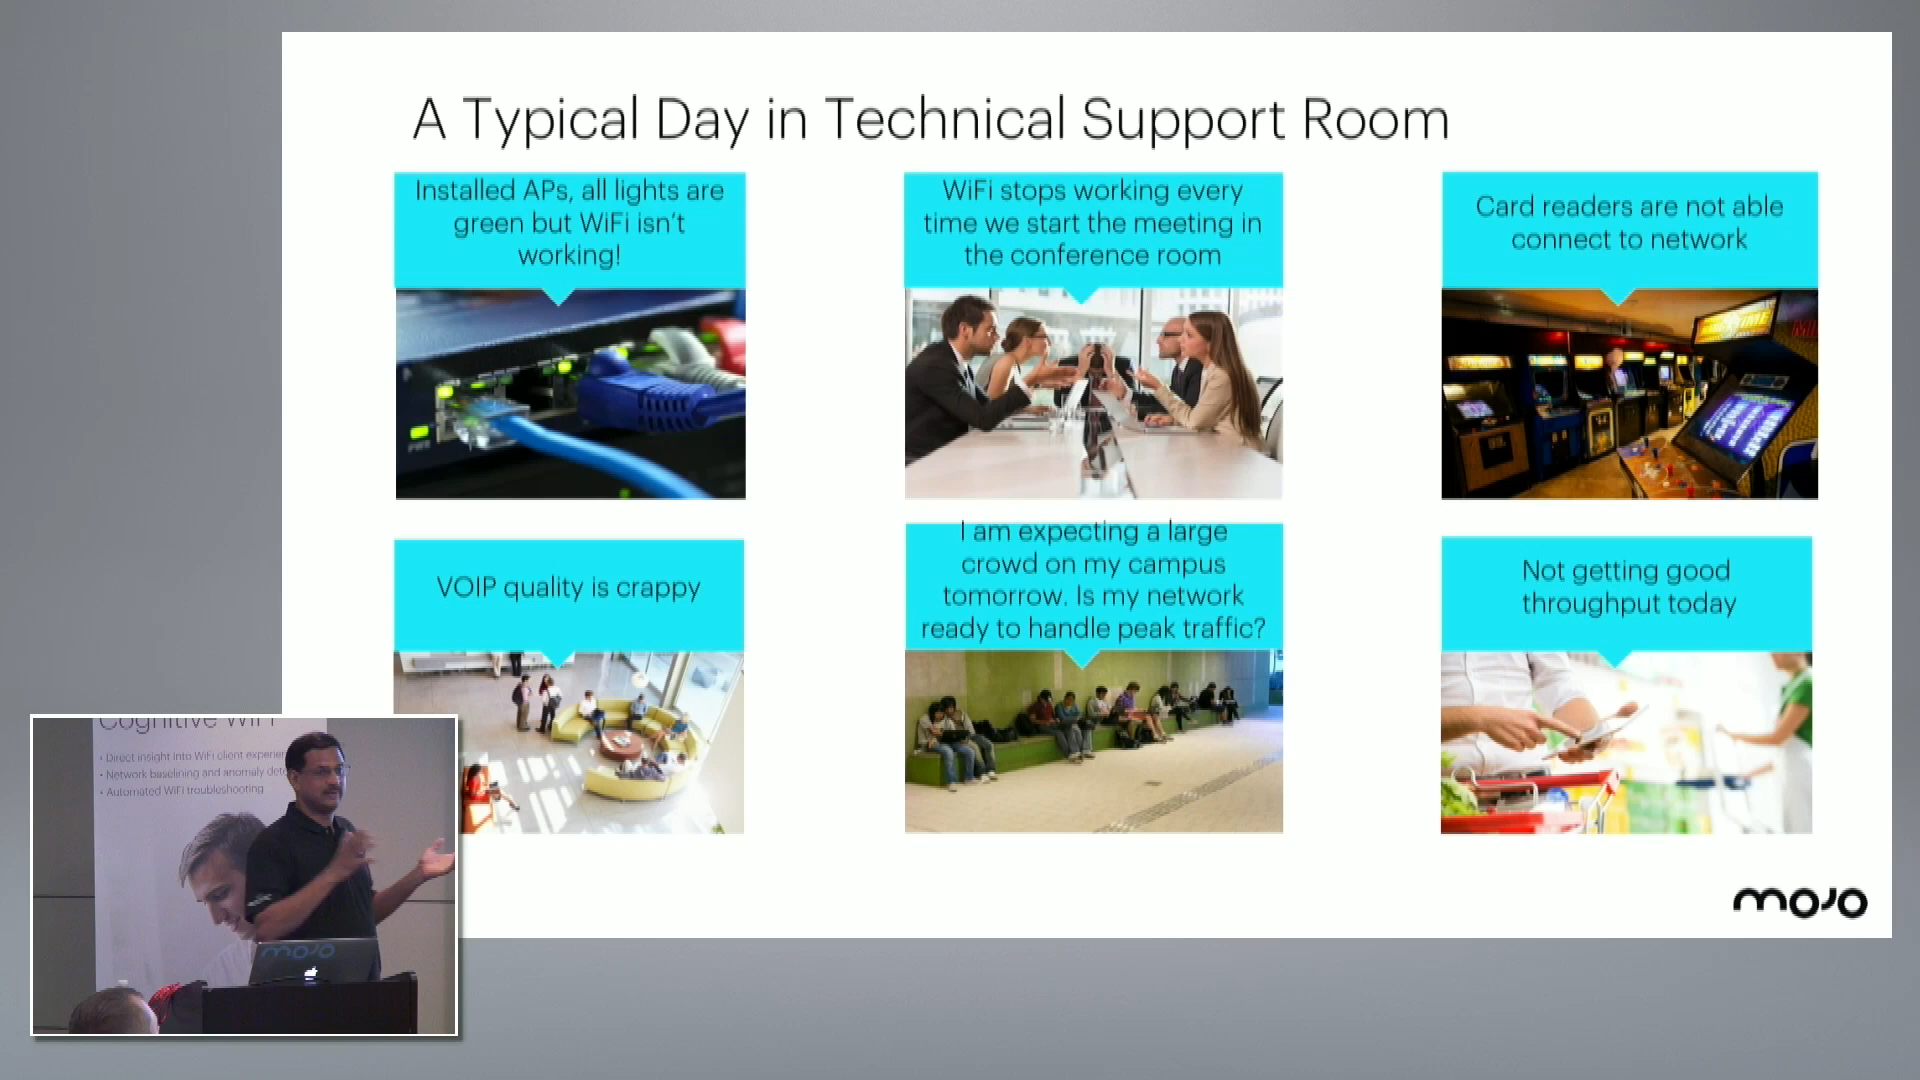 A Typical Day in Technical Support Room
Installed APs, all lights are
green but WiFi isn't
working!
WiFi stops working every
time we start the meeting in
the conference room
Card readers are not able
connect to network
VOIP quality is crappy
I am expecting a large
crowd on my campus
tomorrow. Is my network
ready to handle peak traffic?
Not getting good
throughput today
mojo
Cognitive WiFi
• Direct insight into WiFi client
• Network baselining and anomaly
• Automated WiFi troubleshooting
mojo